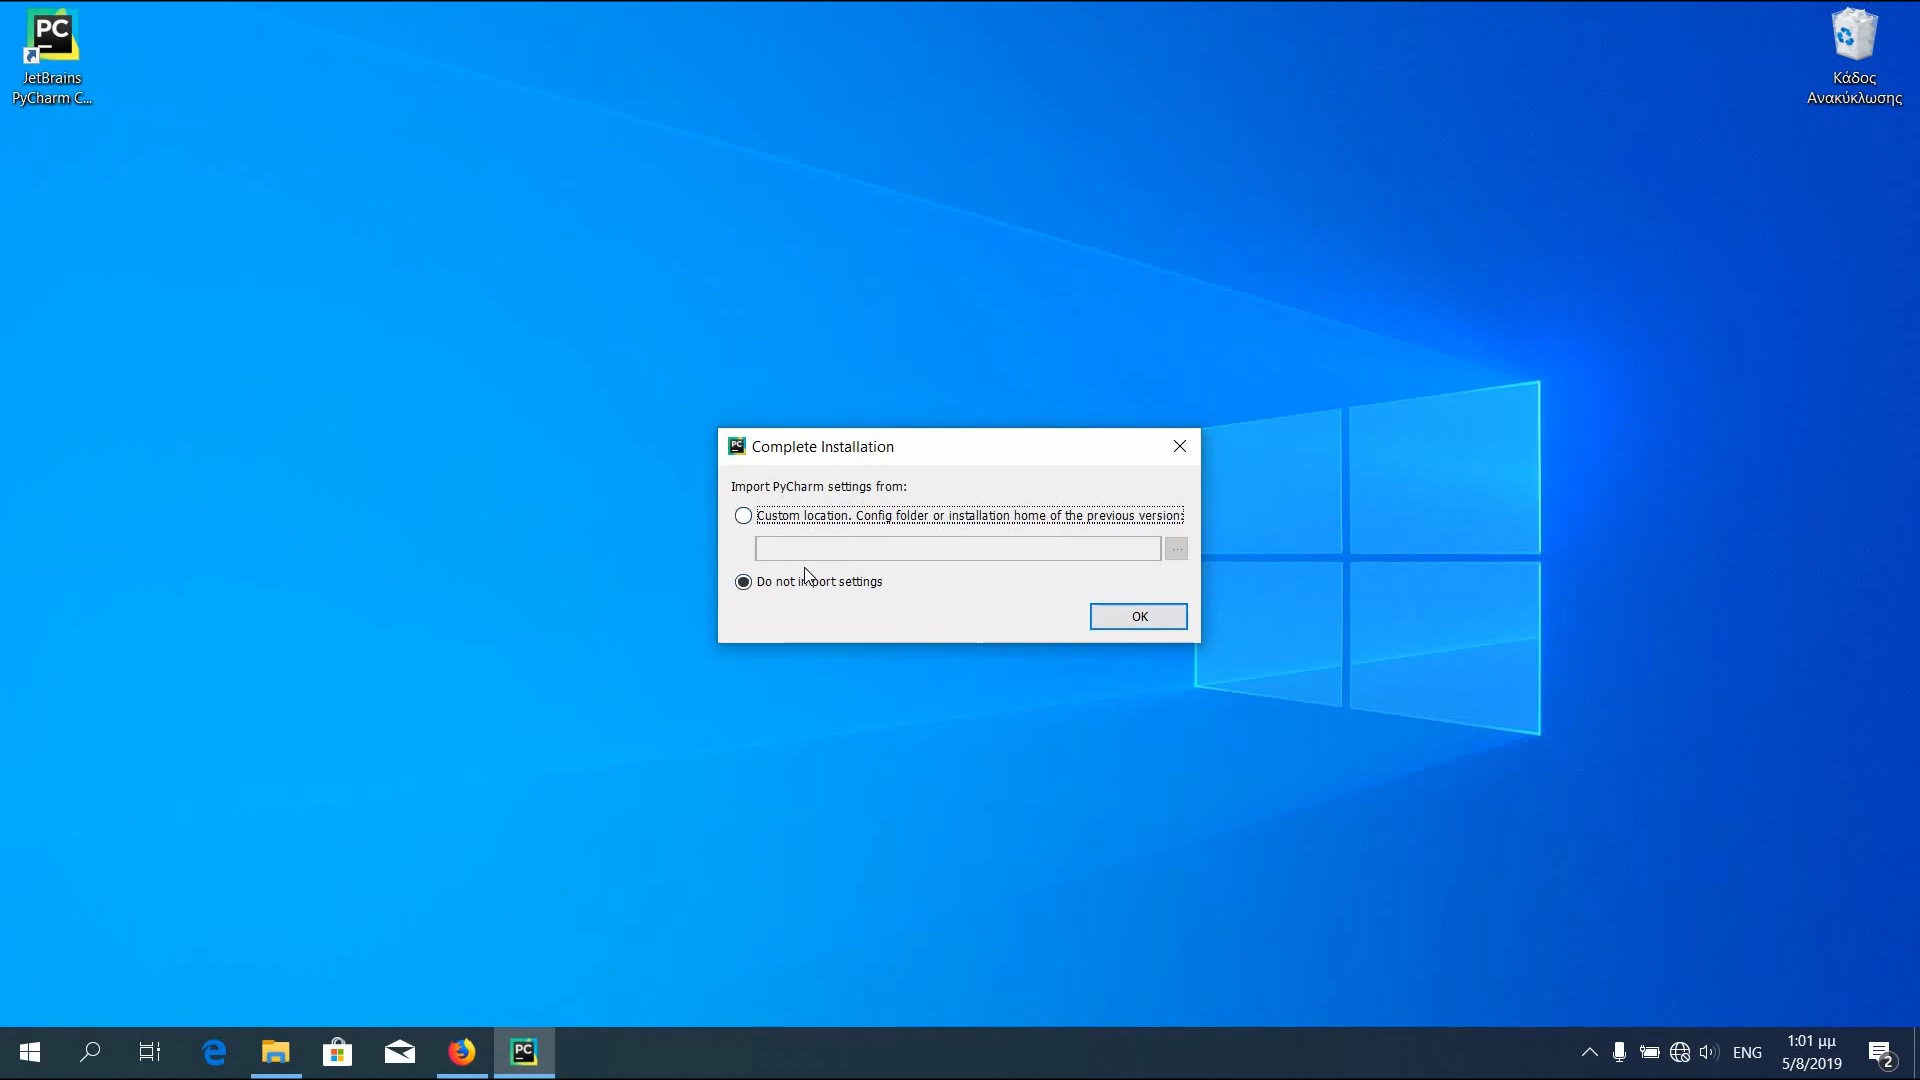 JetBrains
PyCharm C...
Κάδος
Ανακύκλωσης
Complete Installation
Import PyCharm settings from:
Custom location. Config folder or installation home of the previous version:
...
Do not import settings
OK
ENG
1:01 μμ
5/8/2019
2